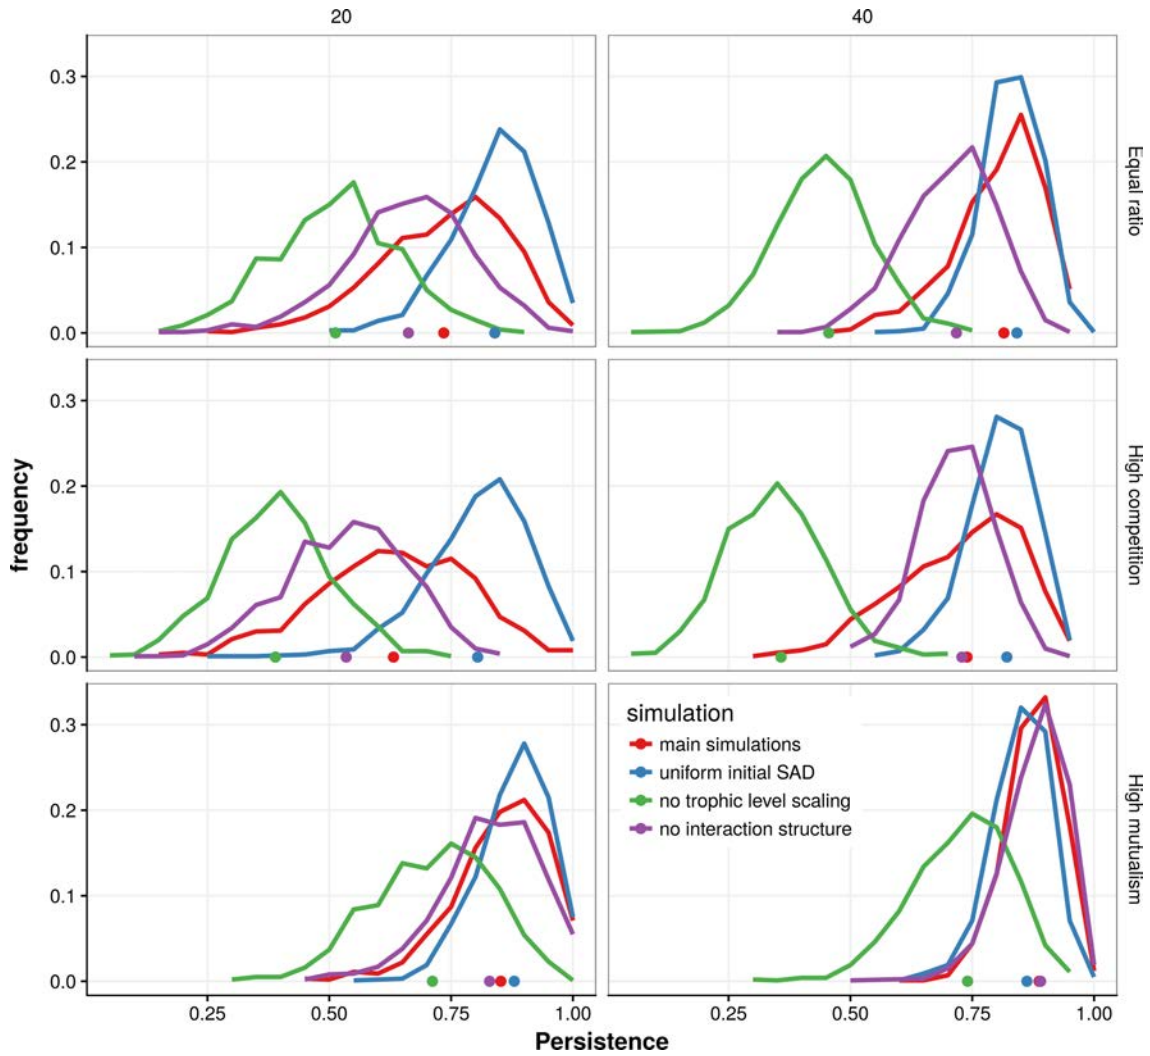 20
40
0.3
0.2
0.1
0.0
Equal ratio
0.3
0.2
0.1
0.0
High competition
frequency
0.3
0.2
0.1
0.0
simulation
main simulations
uniform initial SAD
no trophic level scaling
no interaction structure
High mutualism
0.25
0.50
0.75
1.00
0.25
0.50
0.75
1.00
Persistence